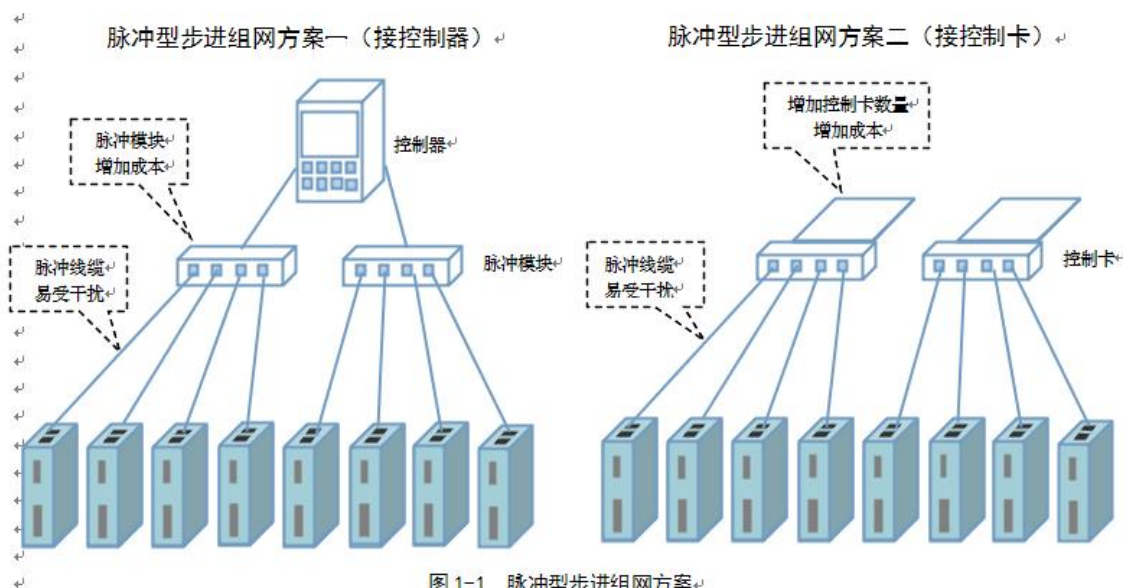 脉冲型步进组网方案一（接控制器）
脉冲模块
增加成本
控制器
脉冲线缆
易受干扰
脉冲模块
脉冲型步进组网方案二（接控制卡）
增加控制卡数量
增加成本
脉冲线缆
易受干扰
控制卡
图 1-1 脉冲型步进组网方案